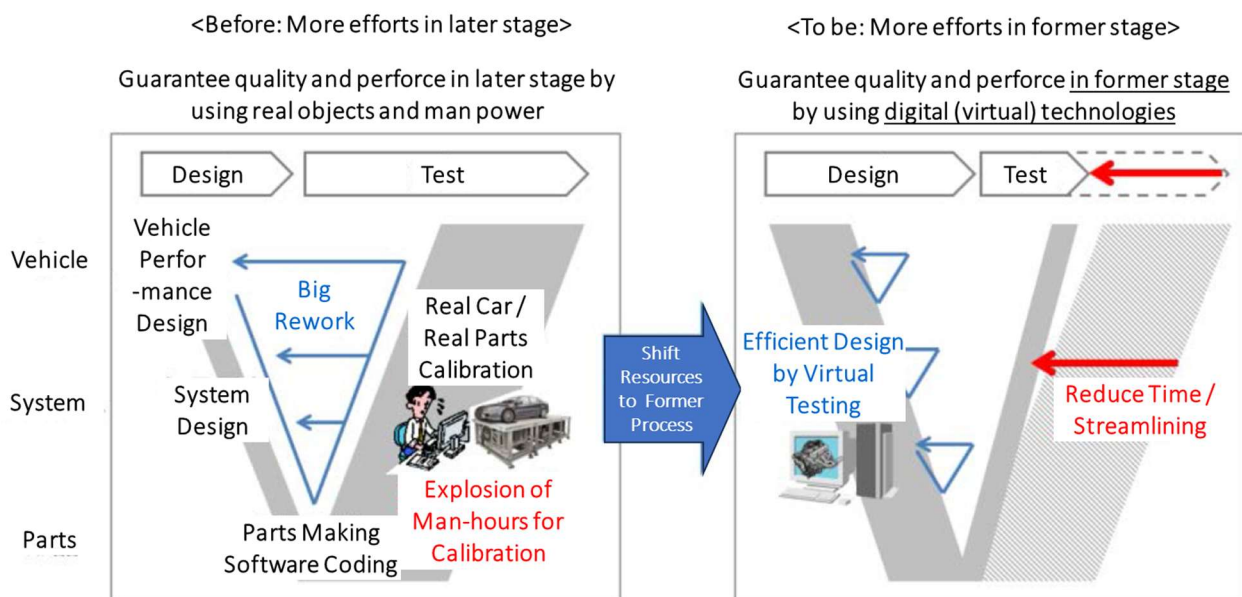 <Before: More efforts in later stage>
Guarantee quality and perforce in later stage by
using real objects and man power
Design
Test
Vehicle
System
Parts
Vehicle
Perfor
-mance
Design
Big
Rework
System
Design
Real Car /
Real Parts
Calibration
Explosion of
Man-hours for
Calibration
Parts Making
Software Coding
Shift
Resources
to Former
Process
<To be: More efforts in former stage>
Guarantee quality and perforce in former stage
by using digital (virtual) technologies
Design
Test
Efficient Design
by Virtual
Testing
Reduce Time /
Streamlining